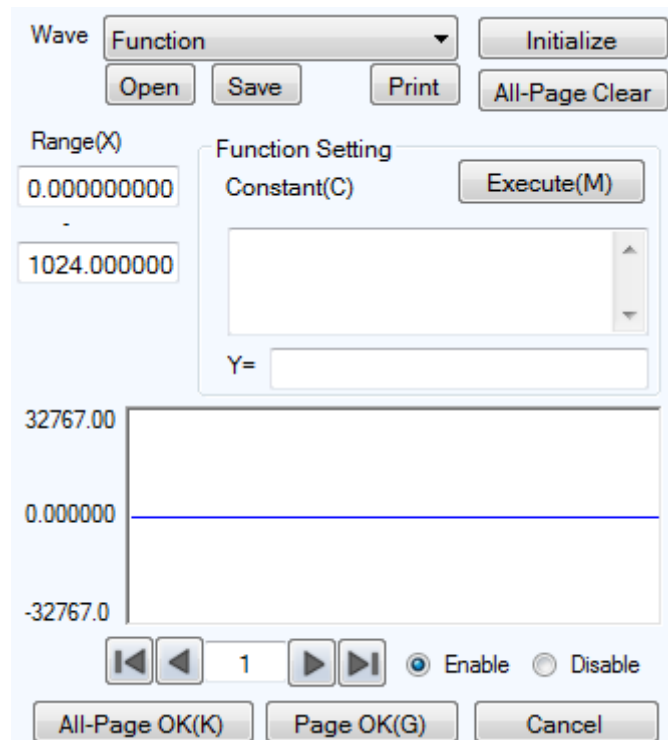 Wave Function Initialize
Open Save Print All-Page Clear
Range(X) Function Setting
0.000000000 Constant(C) Execute(M)
-
1024.000000
Y=
32767.00
0.000000
-32767.0
1 Enable Disable
All-Page OK(K) Page OK(G) Cancel